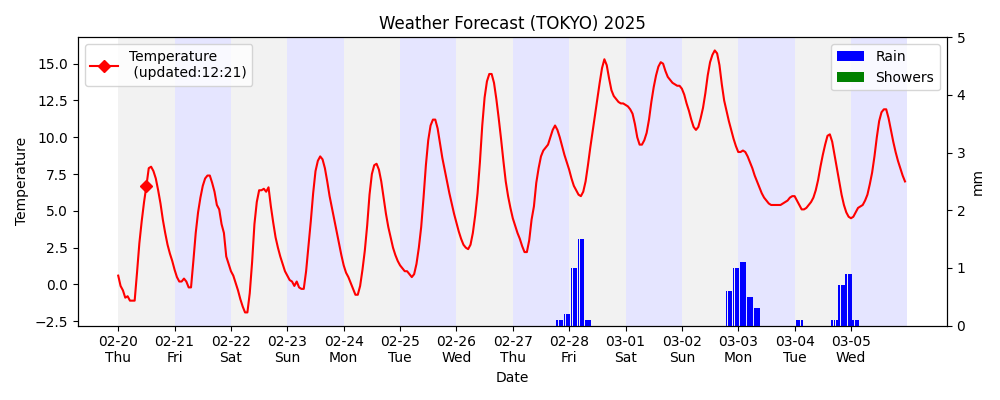 Weather Forecast (TOKYO) 2025
Temperature
(updated:12:21)
Rain
Showers
Temperature
15.0
12.5
10.0
7.5
5.0
2.5
0.0
−2.5
5
4
3
2
1
0
mm
02-20 02-21 02-22 02-23 02-24 02-25 02-26 02-27 02-28 03-01 03-02 03-03 03-04 03-05
Thu Fri Sat Sun Mon Tue Wed Thu Fri Sat Sun Mon Tue Wed
Date